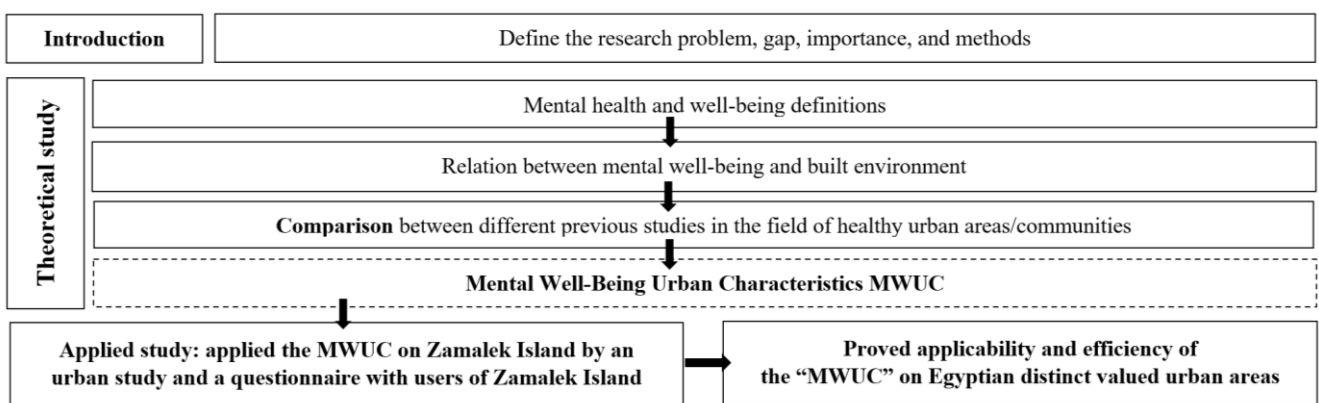 Introduction
Define the research problem, gap, importance, and methods
Theoretical study
Mental health and well-being definitions
Relation between mental well-being and built environment
Comparison between different previous studies in the field of healthy urban areas/communities
Mental Well-Being Urban Characteristics MWUC
Applied study: applied the MWUC on Zamalek Island by an
urban study and a questionnaire with users of Zamalek Island
Proved applicability and efficiency of
the “MWUC” on Egyptian distinct valued urban areas